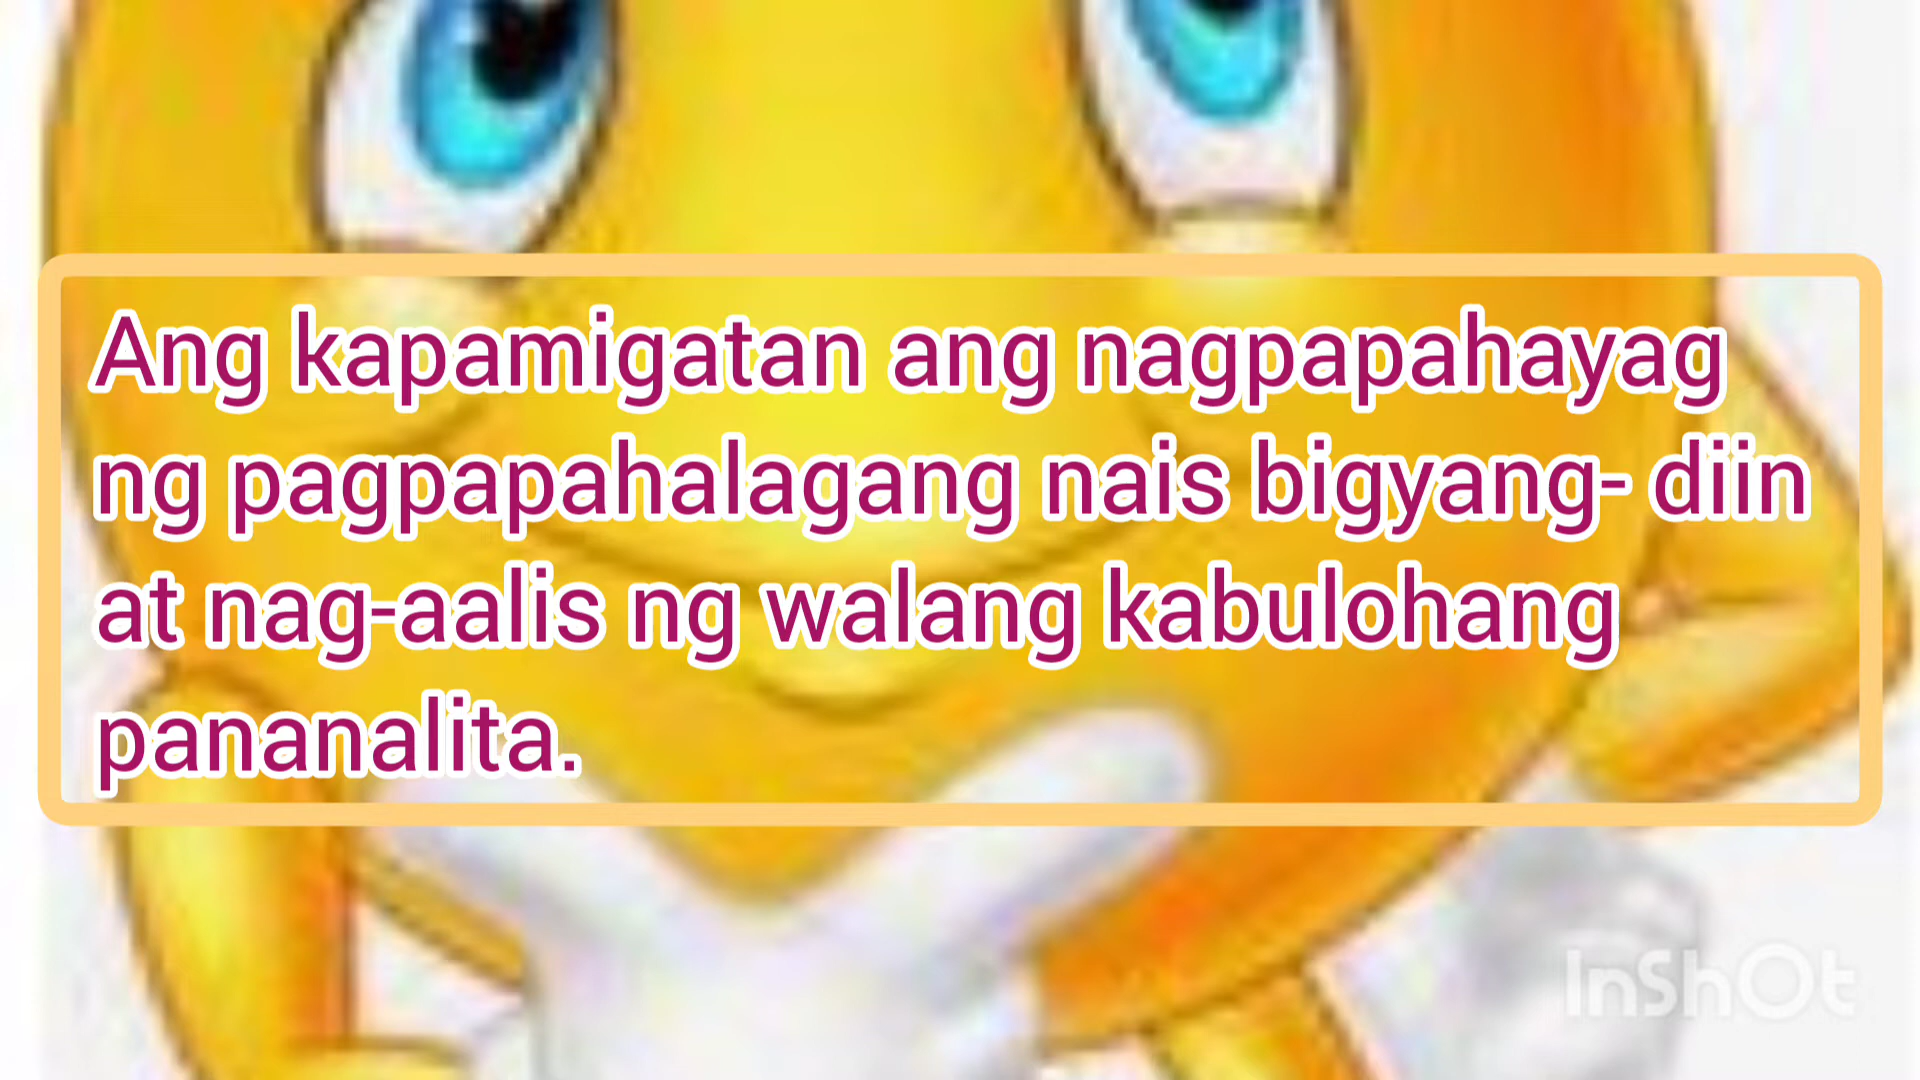 Ang kapamigatan ang nagpapahayag
ng pagpapahalagang nais bigyang- diin
at nag-aalis ng walang kabulohang
pananalita.
InShOt